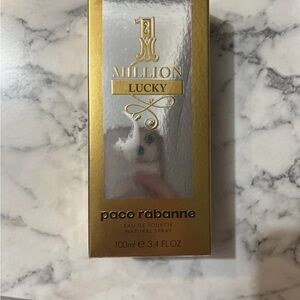 1
MILLION
LUCKY
paco rabanne
EAU DE TOILETTE
NATURAL SPRAY
100ml e 3.4 FL.OZ